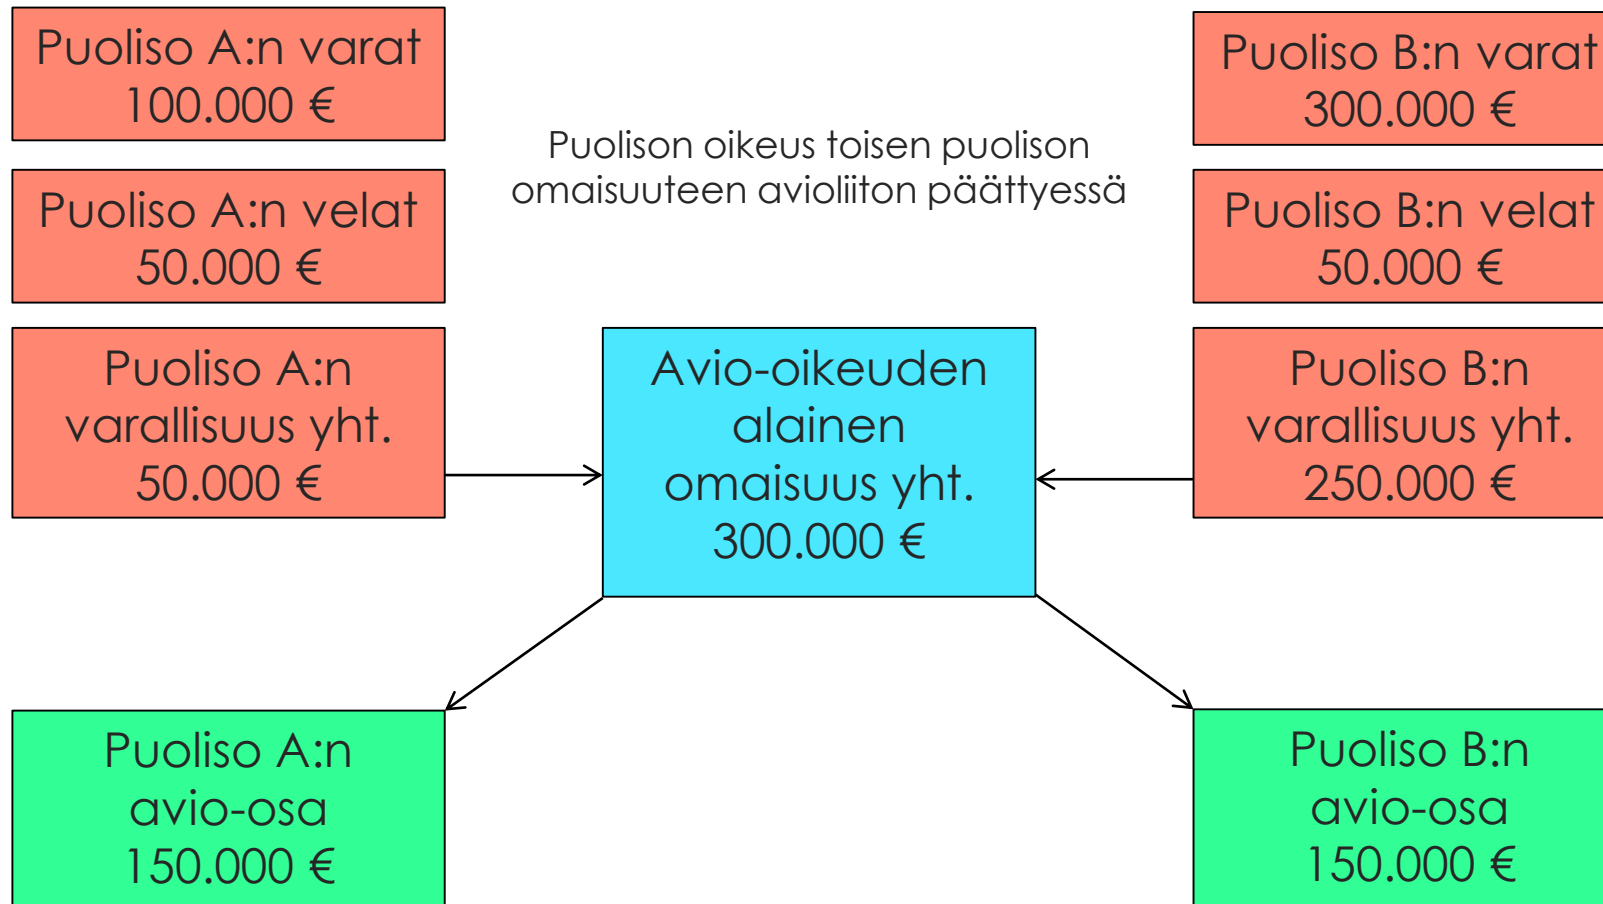 Puoliso A:n varat
100.000 €
Puolison oikeus toisen puolison
omaisuuteen avioliiton päättyessä
Puoliso B:n varat
300.000 €
Puoliso A:n velat
50.000 €
Puoliso B:n velat
50.000 €
Puoliso A:n
varallisuus yht.
50.000 €
Avio-oikeuden
alainen
omaisuus yht.
300.000 €
Puoliso B:n
varallisuus yht.
250.000 €
Puoliso A:n
avio-osa
150.000 €
Puoliso B:n
avio-osa
150.000 €